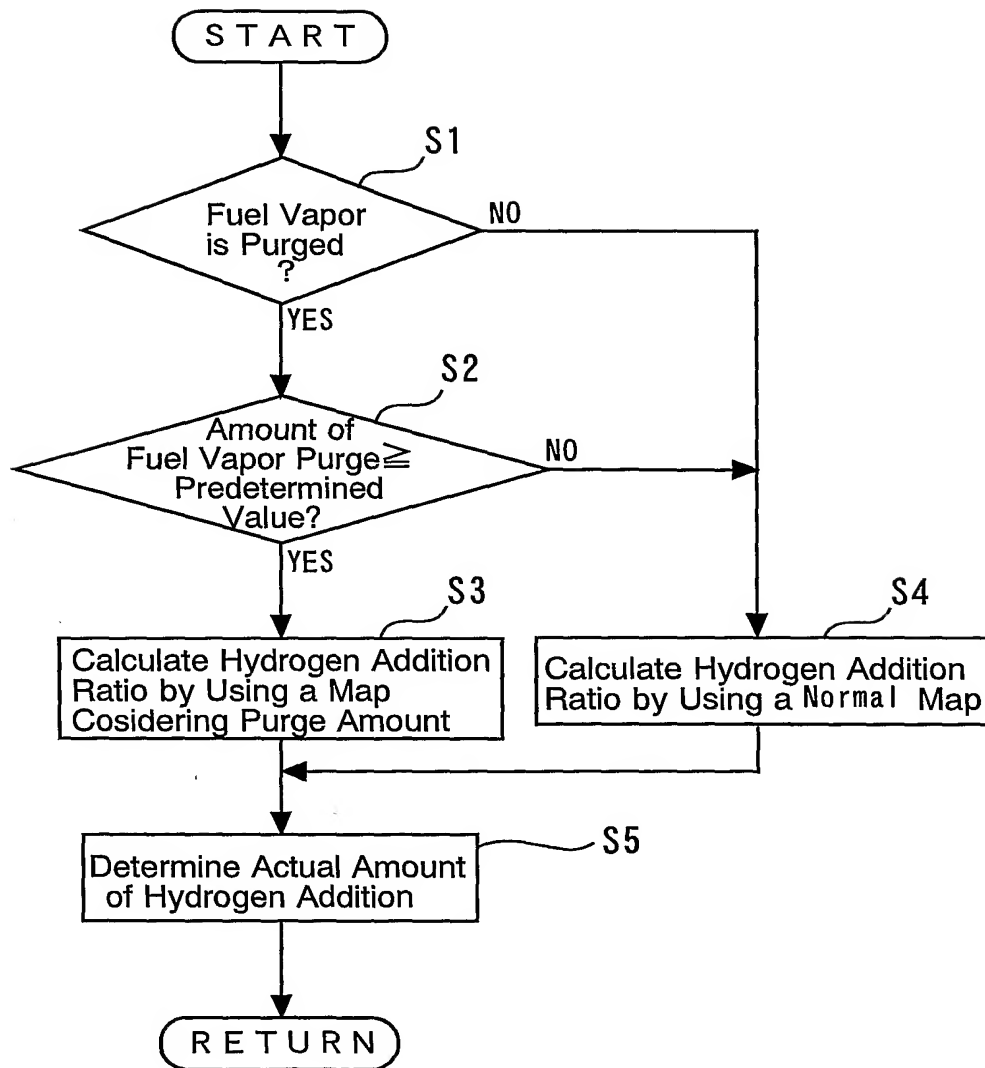 START
S1
Fuel Vapor
is Purged
?
NO
YES
S2
Amount of
Fuel Vapor Purge≧
Predetermined
Value?
NO
YES
S3
Calculate Hydrogen Addition
Ratio by Using a Map
Cosidering Purge Amount
S4
Calculate Hydrogen Addition
Ratio by Using a Normal Map
S5
Determine Actual Amount
of Hydrogen Addition
RETURN